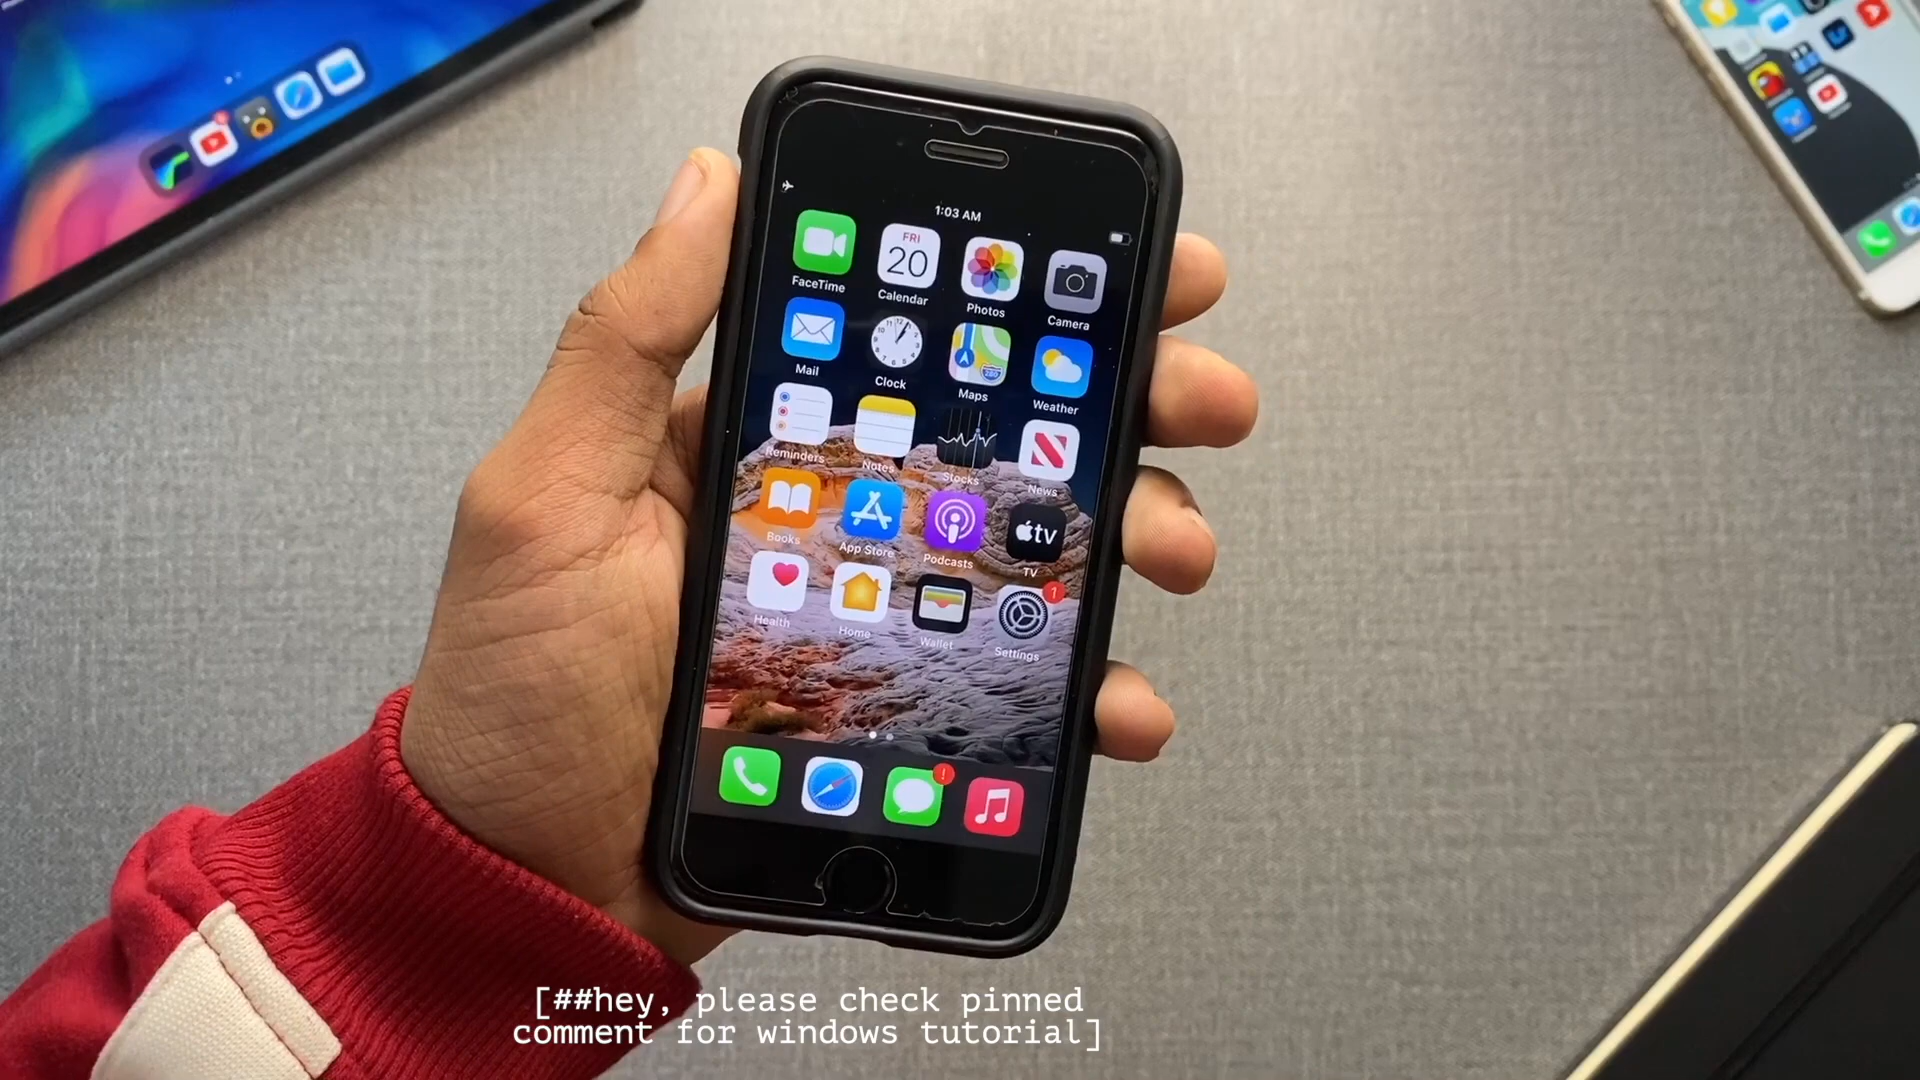 1:03 AM
FRI
20
FaceTime
Calendar
Photos
Camera
Mail
Clock
Maps
Weather
Reminders
Notes
Stocks
News
Books
App Store
Podcasts
tv
TV
1
Health
Home
Wallet
Settings
!
[##hey, please check pinned
comment for windows tutorial]